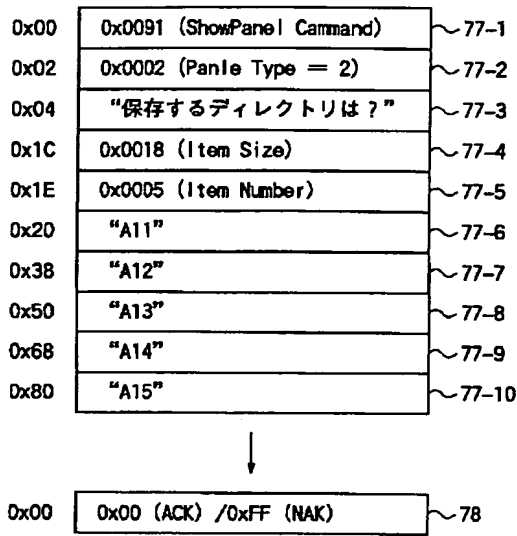 0x00 0x0091 (ShowPanel Cammand) 77-1
0x02 0x0002 (Panle Type = 2) 77-2
0x04 “保存するディレクトリは？” 77-3
0x1C 0x0018 (Item Size) 77-4
0x1E 0x0005 (Item Number) 77-5
0x20 “A11” 77-6
0x38 “A12” 77-7
0x50 “A13” 77-8
0x68 “A14” 77-9
0x80 “A15” 77-10
0x00 0x00 (ACK) /0xFF (NAK) 78